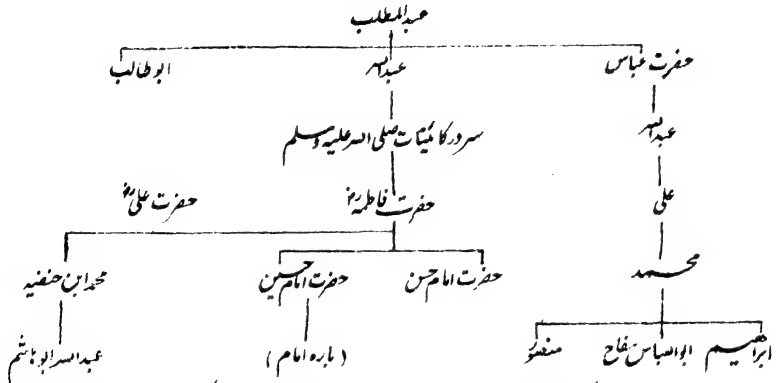 عبدالمطلب
حضرت عباس عبداللہ ابوطالب
عبداللہ سرور کائنات صلی اللہ علیہ وسلم
علی حضرت فاطمہؓ حضرت علیؓ
محمد حضرت امام حسن حضرت امام حسین محمد ابن حنفیہ
ابراہیم ابوالعباس سفاح منصور (بارہ امام) عبداللہ ابوہاشم